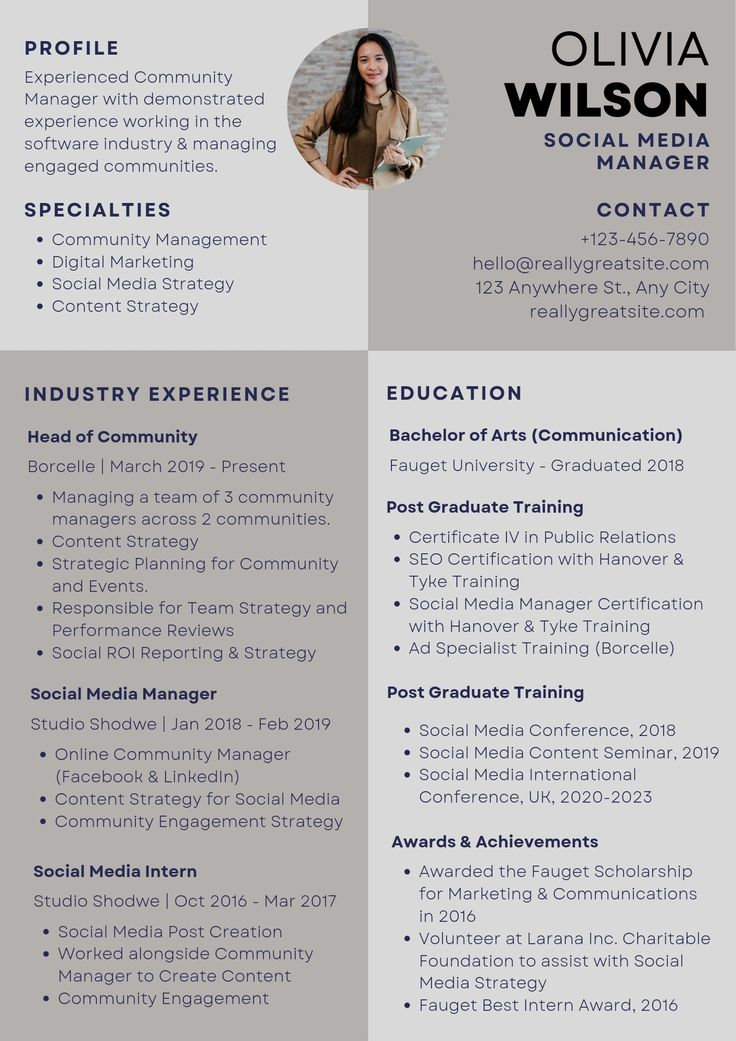 PROFILE
Experienced Community
Manager with demonstrated
experience working in the
software industry & managing
engaged communities.
SPECIALTIES
• Community Management
• Digital Marketing
• Social Media Strategy
• Content Strategy
OLIVIA
WILSON
SOCIAL MEDIA
MANAGER
CONTACT
+123-456-7890
hello@reallygreatsite.com
123 Anywhere St., Any City
reallygreatsite.com
INDUSTRY EXPERIENCE
Head of Community
Borcelle | March 2019 - Present
• Managing a team of 3 community
managers across 2 communities.
• Content Strategy
• Strategic Planning for Community
and Events.
• Responsible for Team Strategy and
Performance Reviews
• Social ROI Reporting & Strategy
Social Media Manager
Studio Shodwe | Jan 2018 - Feb 2019
• Online Community Manager
(Facebook & LinkedIn)
• Content Strategy for Social Media
• Community Engagement Strategy
Social Media Intern
Studio Shodwe | Oct 2016 - Mar 2017
• Social Media Post Creation
• Worked alongside Community
Manager to Create Content
• Community Engagement
EDUCATION
Bachelor of Arts (Communication)
Fauget University - Graduated 2018
Post Graduate Training
• Certificate IV in Public Relations
• SEO Certification with Hanover &
Tyke Training
• Social Media Manager Certification
with Hanover & Tyke Training
• Ad Specialist Training (Borcelle)
Post Graduate Training
• Social Media Conference, 2018
• Social Media Content Seminar, 2019
• Social Media International
Conference, UK, 2020-2023
Awards & Achievements
• Awarded the Fauget Scholarship
for Marketing & Communications
in 2016
• Volunteer at Larana Inc. Charitable
Foundation to assist with Social
Media Strategy
• Fauget Best Intern Award, 2016